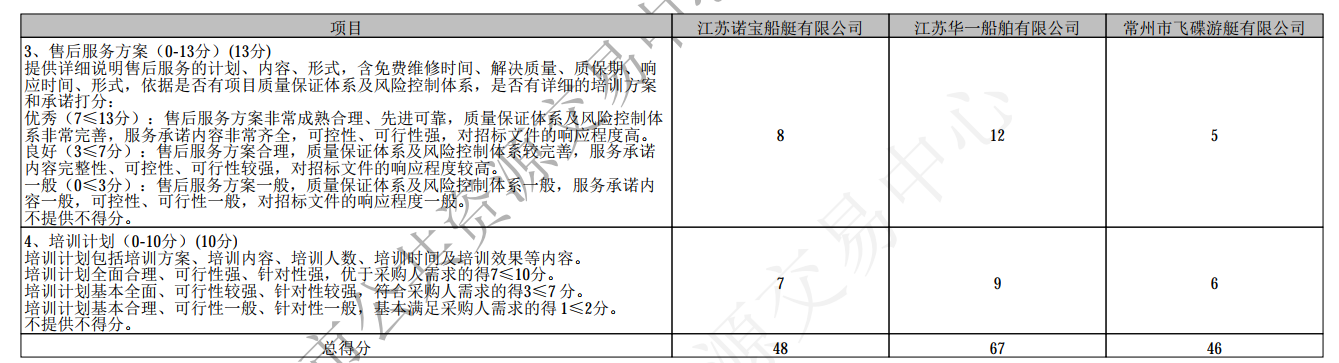 项目 江苏诺宝船艇有限公司 江苏华一船舶有限公司 常州市飞碟游艇有限公司
3、售后服务方案（0-13分）(13分)
提供详细说明售后服务的计划、内容、形式，含免费维修时间、解决质量、质保期、响
应时间、形式，依据是否有项目质量保证体系及风险控制体系，是否有详细的培训方案
和承诺打分：
优秀（7≤13分）：售后服务方案非常成熟合理、先进可靠，质量保证体系及风险控制体
系非常完善，服务承诺内容非常齐全，可控性、可行性强，对招标文件的响应程度高。
良好（3≤7分）：售后服务方案合理，质量保证体系及风险控制体系较完善，服务承诺
内容完整性、可控性、可行性较强，对招标文件的响应程度较高。
一般（0≤3分）：售后服务方案一般，质量保证体系及风险控制体系一般，服务承诺内
容一般，可控性、可行性一般，对招标文件的响应程度一般。
不提供不得分。
8 12 5
4、培训计划（0-10分）(10分)
培训计划包括培训方案、培训内容、培训人数、培训时间及培训效果等内容。
培训计划全面合理、可行性强、针对性强，优于采购人需求的得7≤10分。
培训计划基本全面、可行性较强、针对性较强，符合采购人需求的得3≤7 分。
培训计划基本合理、可行性一般、针对性一般，基本满足采购人需求的得 1≤2分。
不提供不得分。
7 9 6
总得分 48 67 46
市公共资源交易中心
源交易中心